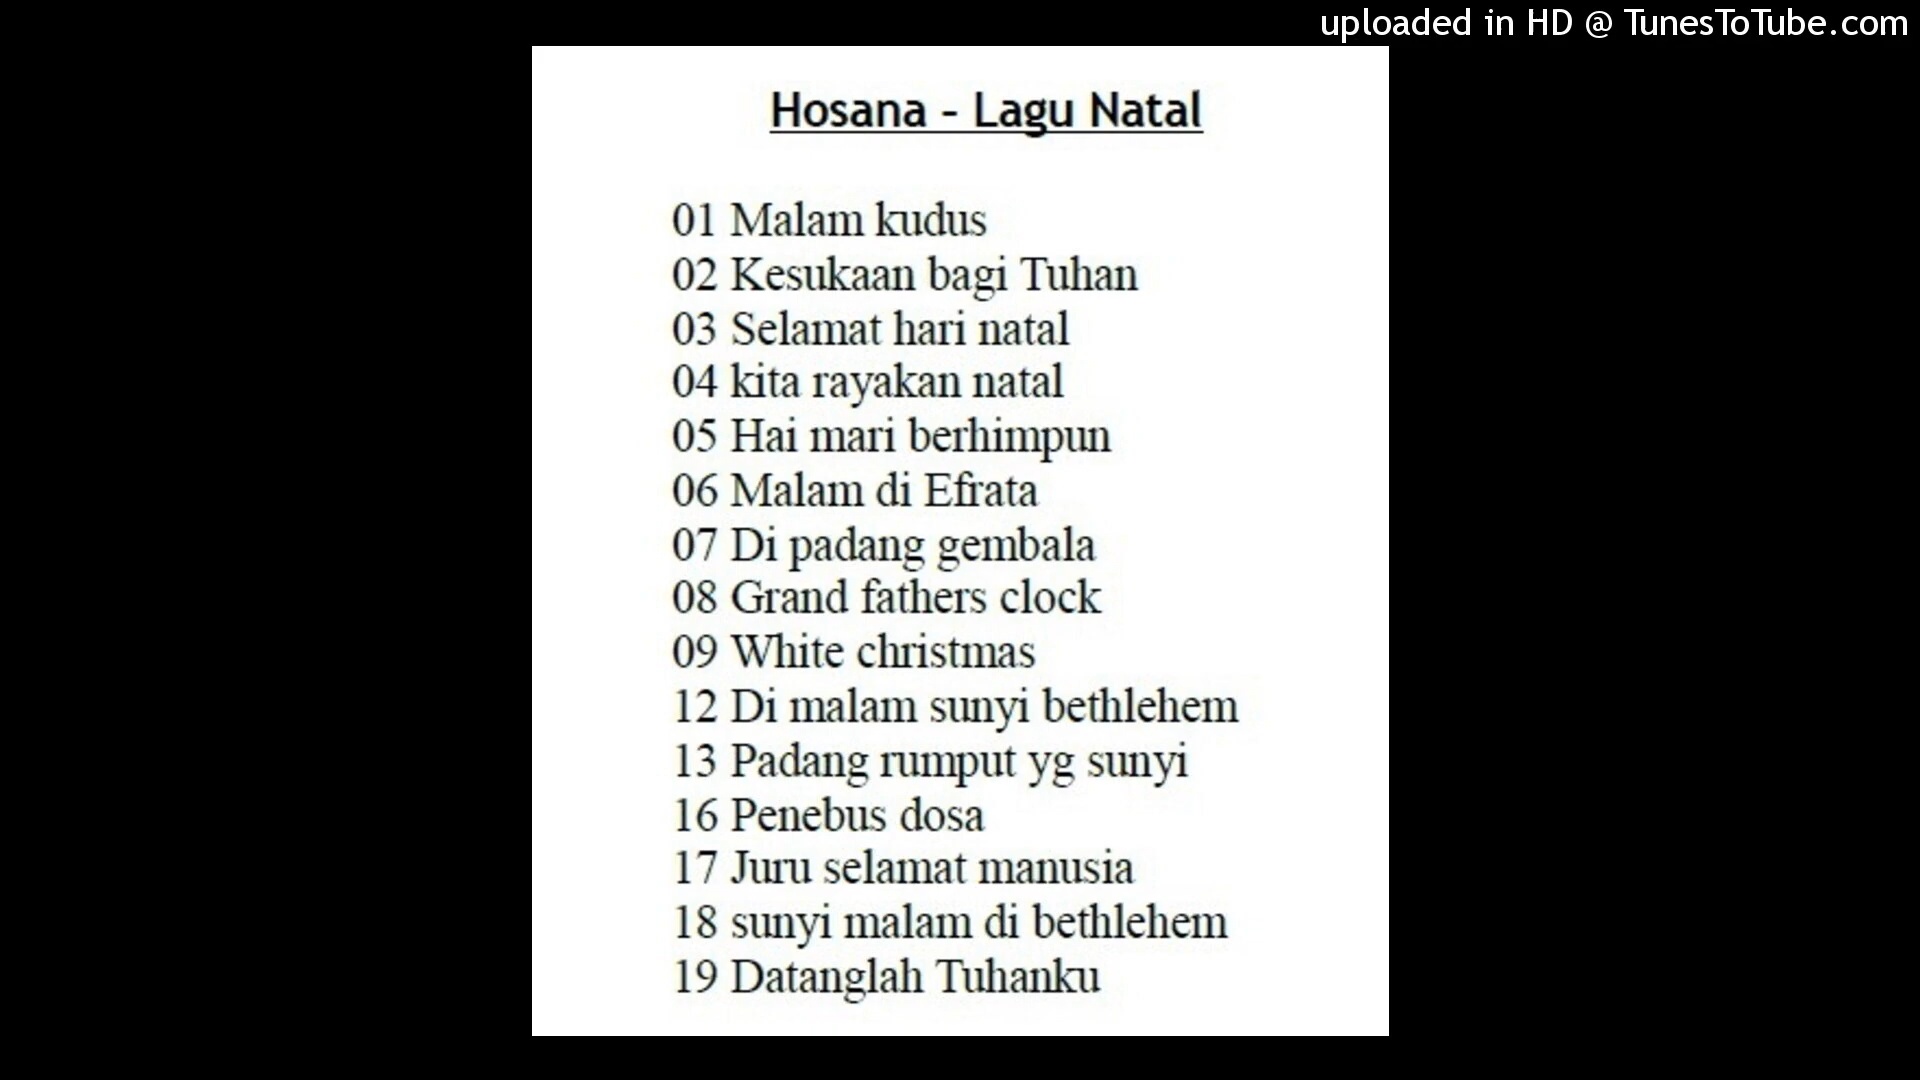 uploaded in HD @ TunesToTube.com
Hosana - Lagu Natal
01 Malam kudus
02 Kesukaan bagi Tuhan
03 Selamat hari natal
04 kita rayakan natal
05 Hai mari berhimpun
06 Malam di Efrata
07 Di padang gembala
08 Grand fathers clock
09 White christmas
12 Di malam sunyi bethlehem
13 Padang rumput yg sunyi
16 Penebus dosa
17 Juru selamat manusia
18 sunyi malam di bethlehem
19 Datanglah Tuhanku